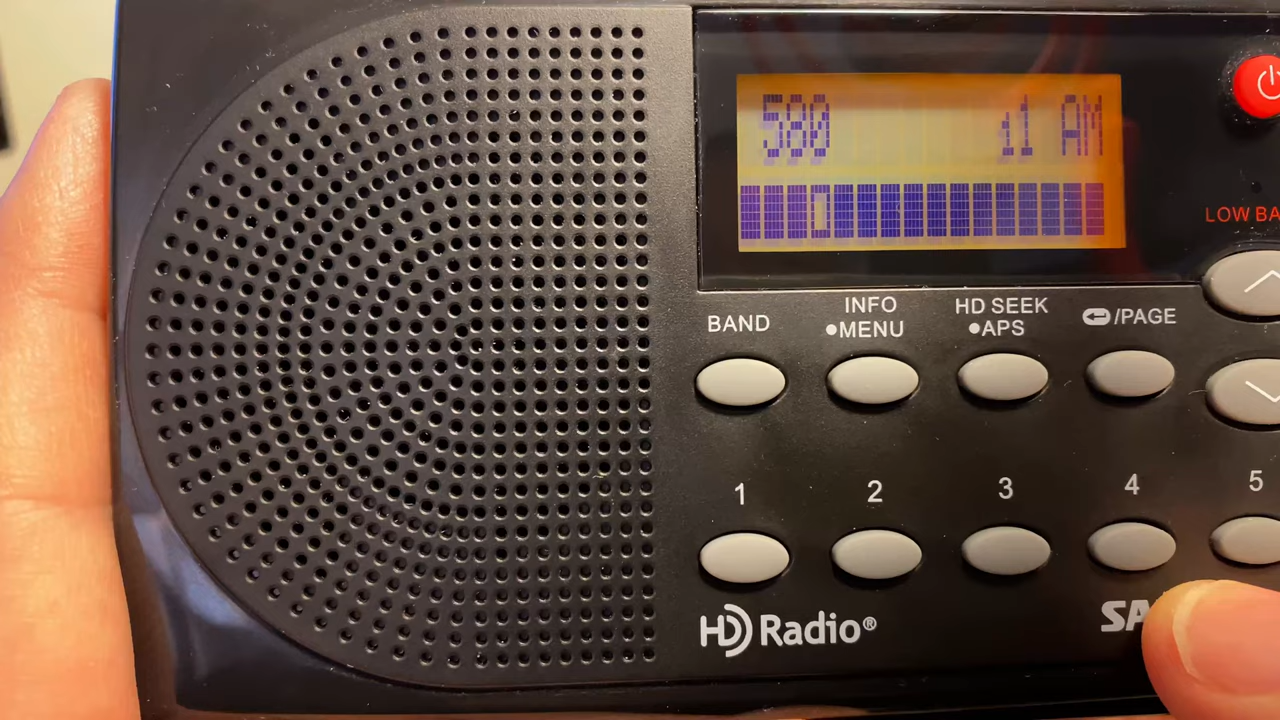 580 1 AM
LOW BA
BAND
INFO
•MENU
HD SEEK
•APS
/PAGE
1 2 3 4 5
HD Radio®
SA